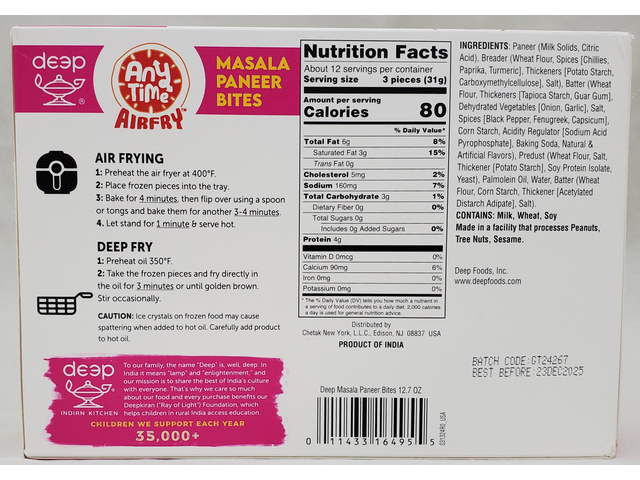 deep
®
Any
Time
AIRFRY™
MASALA
PANEER
BITES
AIR FRYING
1: Preheat the air fryer at 400°F.
2: Place frozen pieces into the tray.
3: Bake for 4 minutes, then flip over using a spoon
or tongs and bake them for another 3-4 minutes.
4. Let stand for 1 minute & serve hot.
DEEP FRY
1: Preheat oil 350°F.
2: Take the frozen pieces and fry directly in
the oil for 3 minutes or until golden brown.
Stir occasionally.
CAUTION: Ice crystals on frozen food may cause
spattering when added to hot oil. Carefully add product
to hot oil.
deep
INDIAN KITCHEN
To our family, the name "Deep" is, well, deep. In
India it means "lamp" and "enlightenment," and
our mission is to share the best of India's culture
with everyone. That's why we care so much
about our food and every purchase benefits our
Deepkiran ("Ray of Light") Foundation, which
helps children in rural India access education.
CHILDREN WE SUPPORT EACH YEAR
35,000+
Nutrition Facts
About 12 servings per container
Serving size 3 pieces (31g)
Amount per serving
Calories 80
% Daily Value*
Total Fat 6g 8%
Saturated Fat 3g 15%
Trans Fat 0g
Cholesterol 5mg 2%
Sodium 160mg 7%
Total Carbohydrate 3g 1%
Dietary Fiber 0g 0%
Total Sugars 0g
Includes 0g Added Sugars 0%
Protein 4g
Vitamin D 0mcg 0%
Calcium 90mg 6%
Iron 0mg 0%
Potassium 0mg 0%
* The % Daily Value (DV) tells you how much a nutrient in
a serving of food contributes to a daily diet. 2,000 calories
a day is used for general nutrition advice.
Distributed by
Chetak New York, L.L.C., Edison, NJ 08837 USA
PRODUCT OF INDIA
Deep Masala Paneer Bites 12.7 OZ
0 11433 16495 5
031324R0_USA
INGREDIENTS: Paneer (Milk Solids, Citric
Acid), Breader (Wheat Flour, Spices [Chillies,
Paprika, Turmeric], Thickeners [Potato Starch,
Carboxymethylcellulose], Salt), Batter (Wheat
Flour, Thickeners [Tapioca Starch, Guar Gum],
Dehydrated Vegetables [Onion, Garlic], Salt,
Spices [Black Pepper, Fenugreek, Capsicum],
Corn Starch, Acidity Regulator [Sodium Acid
Pyrophosphate], Baking Soda, Natural &
Artificial Flavors), Predust (Wheat Flour, Salt,
Thickener [Potato Starch], Soy Protein Isolate,
Yeast), Palmolein Oil, Water, Batter (Wheat
Flour, Corn Starch, Thickener [Acetylated
Distarch Adipate], Salt).
CONTAINS: Milk, Wheat, Soy
Made in a facility that processes Peanuts,
Tree Nuts, Sesame.
Deep Foods, Inc.
www.deepfoods.com
BATCH CODE:GT24267
BEST BEFORE:23DEC2025